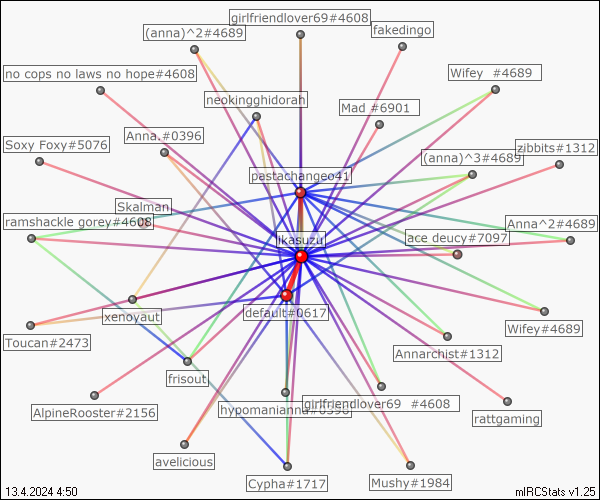 girlfriendlover69#4608
(anna)^2#4689
fakedingo
no cops no laws no hope#4608
Wifey #4689
neokingghidorah
Mad #6901
Anna.#0396
Soxy Foxy#5076
zibbits#1312
(anna)^3#4689
pastachangeo41
Skalman
ramshackle gorey#4608
Anna^2#4689
ikasuzu
ace deucy#7097
xenoyaut
default#0617
Wifey#4689
Toucan#2473
Annarchist#1312
frisout
AlpineRooster#2156
hypomanianna#0396
girlfriendlover69 #4608
rattgaming
avelicious
Cypha#1717
Mushy#1984
13.4.2024 4:50
mIRCStats v1.25